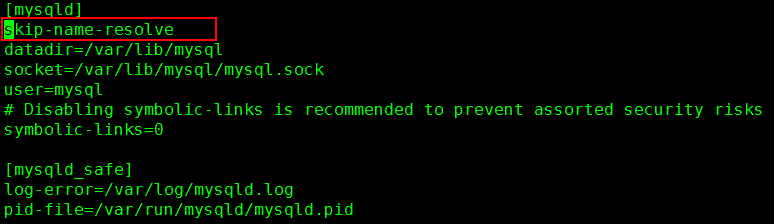 [mysqld]
skip-name-resolve
datadir=/var/lib/mysql
socket=/var/lib/mysql/mysql.sock
user=mysql
# Disabling symbolic-links is recommended to prevent assorted security risks
symbolic-links=0
[mysqld_safe]
log-error=/var/log/mysqld.log
pid-file=/var/run/mysqld/mysqld.pid